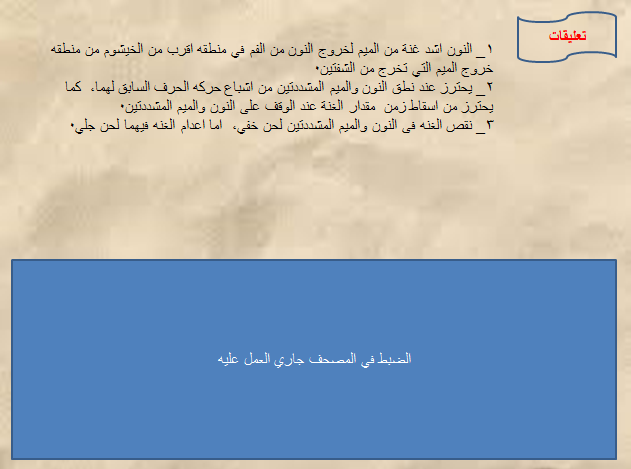 تعليقات
١_ النون اشد غنة من الميم لخروج النون من الفم في منطقه اقرب من الخيشوم من منطقه
خروج الميم التي تخرج من الشفتين.
٢_ يحترز عند نطق النون والميم المشددتين من اشباع حركه الحرف السابق لهما، كما
يحترز من اسقاط زمن مقدار الغنة عند الوقف على النون والميم المشددتين.
٣_ نقص الغنه فى النون والميم المشددتين لحن خفي، اما اعدام الغنه فيهما لحن جلي.
الضبط في المصحف جاري العمل عليه